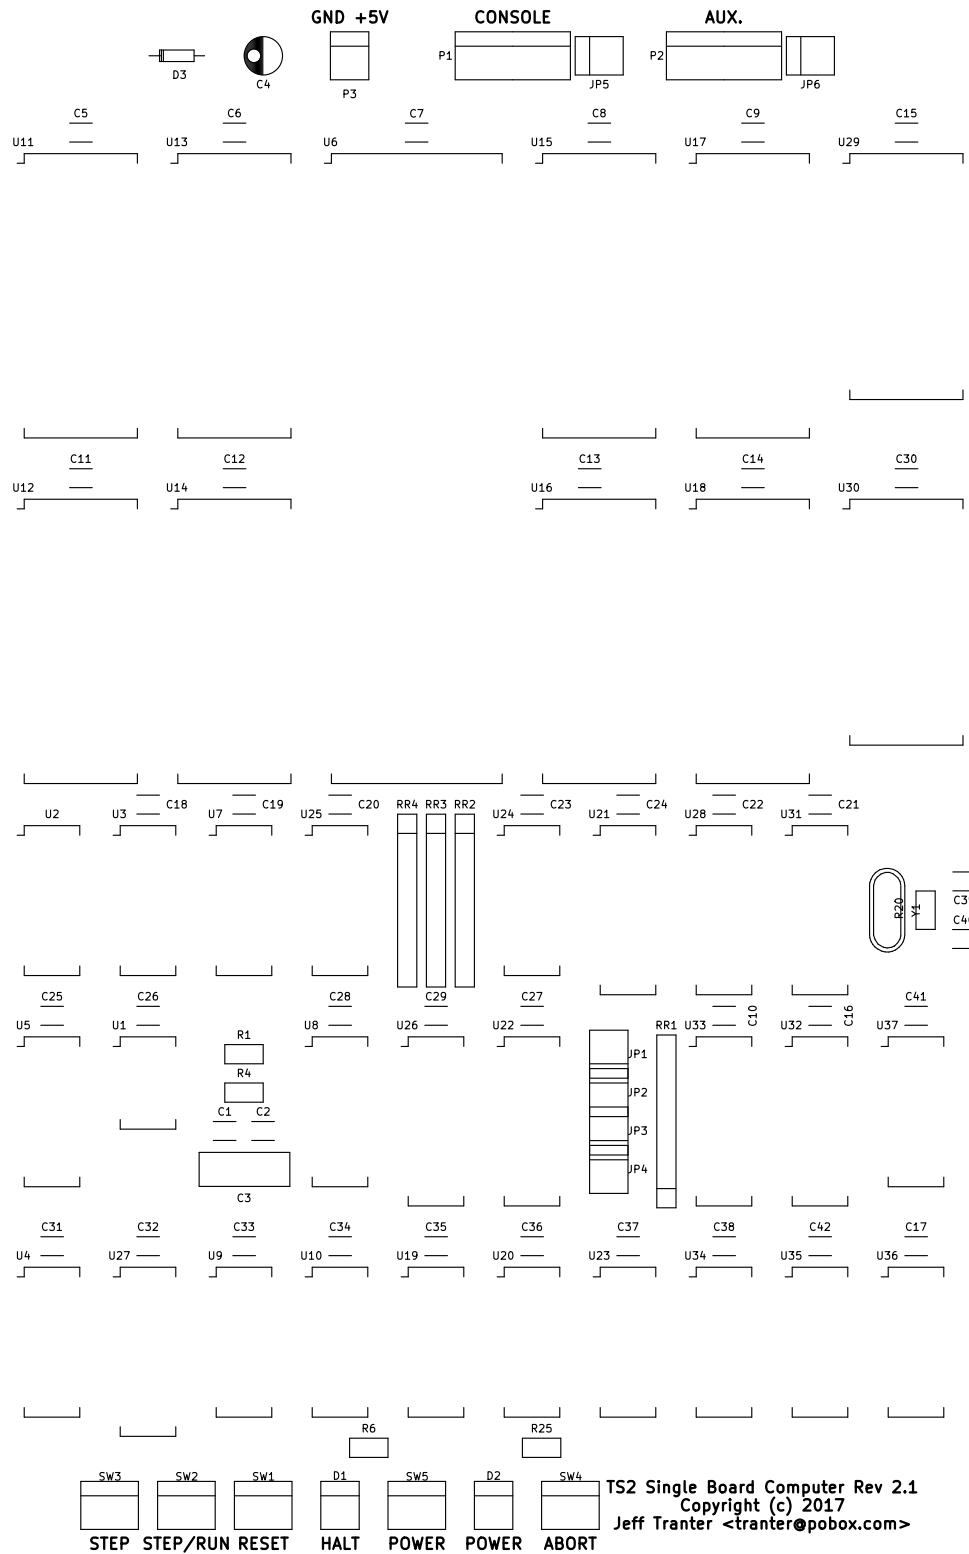 GND +5V CONSOLE AUX.
P1 P2
D3 C4 P3 JP5 JP6
C5 C6 C7 C8 C9 C15
U11 U13 U6 U15 U17 U29
C11 C12 C13 C14 C30
U12 U14 U16 U18 U30
C18 C19 C20 RR4 RR3 RR2 C23 C24 C22 C21
U2 U3 U7 U25 U24 U21 U28 U31
R20 Y1
C25 C26 C28 C29 C27 C10 C16 C41
U5 U1 U8 U26 U22 RR1 U33 U32 U37
R1
JP1
R4
JP2
C1 C2
JP3
JP4
C3
C31 C32 C33 C34 C35 C36 C37 C38 C42 C17
U4 U27 U9 U10 U19 U20 U23 U34 U35 U36
R6 R25
SW3 SW2 SW1 D1 SW5 D2 SW4
TS2 Single Board Computer Rev 2.1
Copyright (c) 2017
Jeff Tranter <tranter@pobox.com>
STEP STEP/RUN RESET HALT POWER POWER ABORT